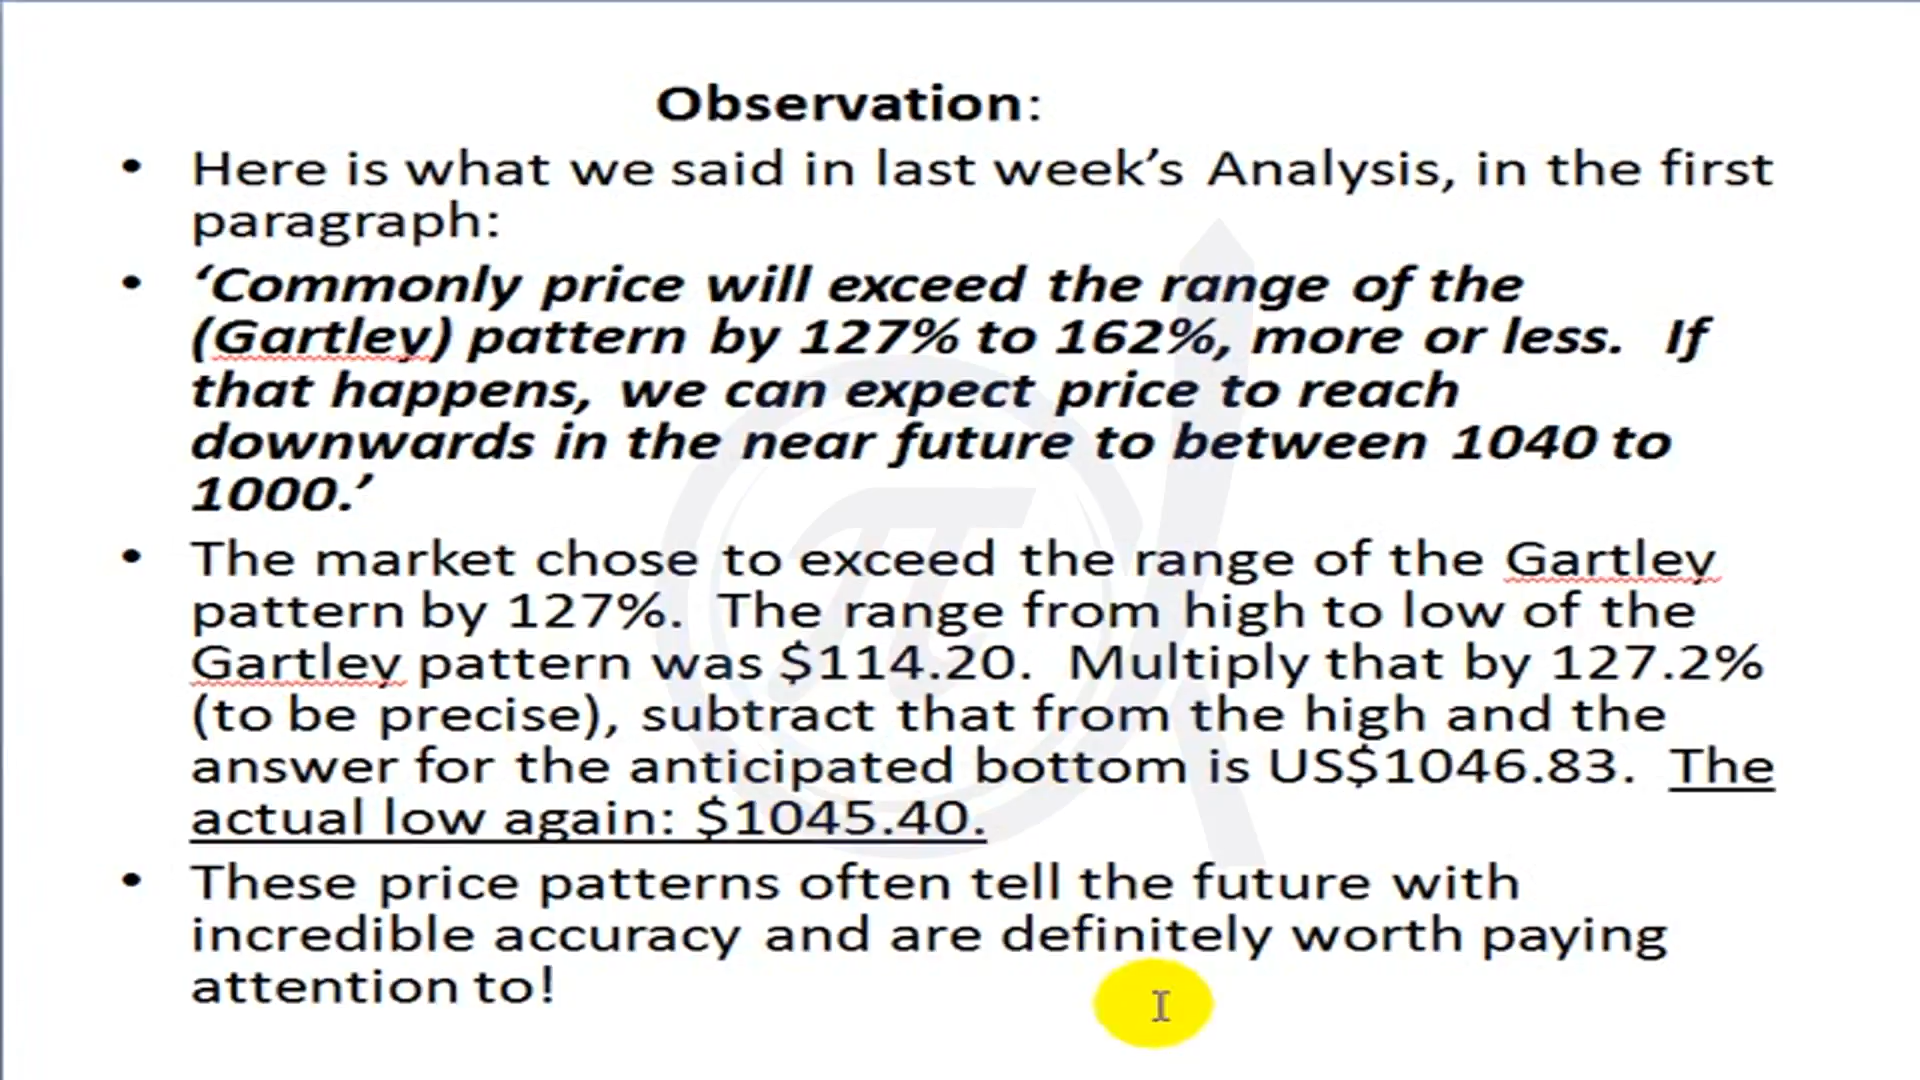 Observation:
• Here is what we said in last week’s Analysis, in the first
paragraph:
• ‘Commonly price will exceed the range of the
(Gartley) pattern by 127% to 162%, more or less.  If
that happens, we can expect price to reach
downwards in the near future to between 1040 to
1000.’
• The market chose to exceed the range of the Gartley
pattern by 127%.  The range from high to low of the
Gartley pattern was $114.20.  Multiply that by 127.2%
(to be precise), subtract that from the high and the
answer for the anticipated bottom is US$1046.83.  The
actual low again: $1045.40.
• These price patterns often tell the future with
incredible accuracy and are definitely worth paying
attention to!